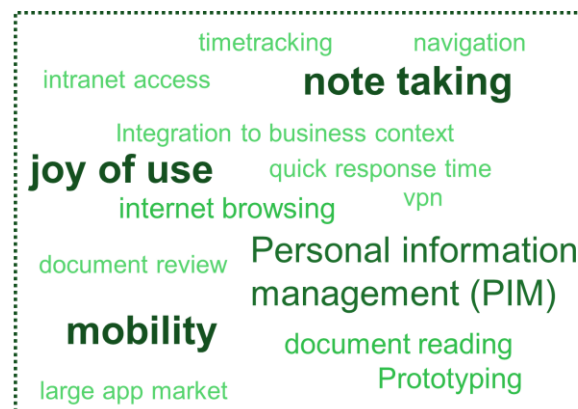 timetracking
navigation
intranet access
note taking
Integration to business context
joy of use
quick response time
vpn
internet browsing
Personal information
management (PIM)
document review
mobility
document reading
Prototyping
large app market